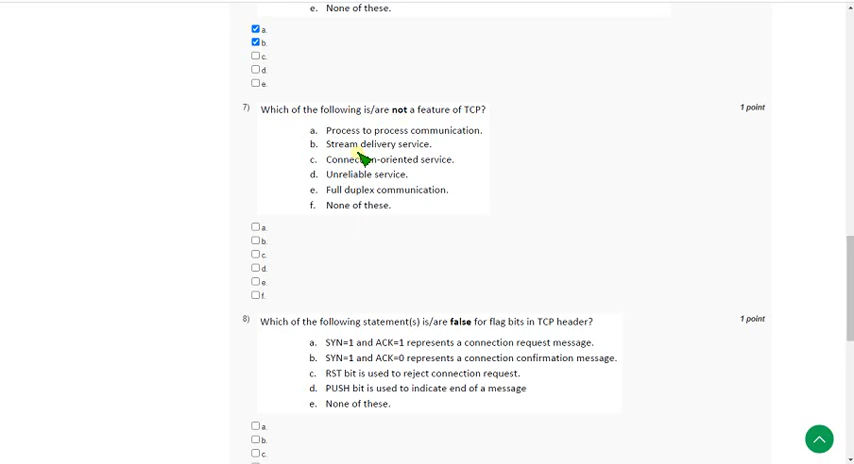 e. None of these.
a.
b.
c.
d.
e.
7) Which of the following is/are not a feature of TCP? 1 point
a. Process to process communication.
b. Stream delivery service.
c. Connection-oriented service.
d. Unreliable service.
e. Full duplex communication.
f. None of these.
a.
b.
c.
d.
e.
f.
8) Which of the following statement(s) is/are false for flag bits in TCP header? 1 point
a. SYN=1 and ACK=1 represents a connection request message.
b. SYN=1 and ACK=0 represents a connection confirmation message.
c. RST bit is used to reject connection request.
d. PUSH bit is used to indicate end of a message
e. None of these.
a.
b.
c.